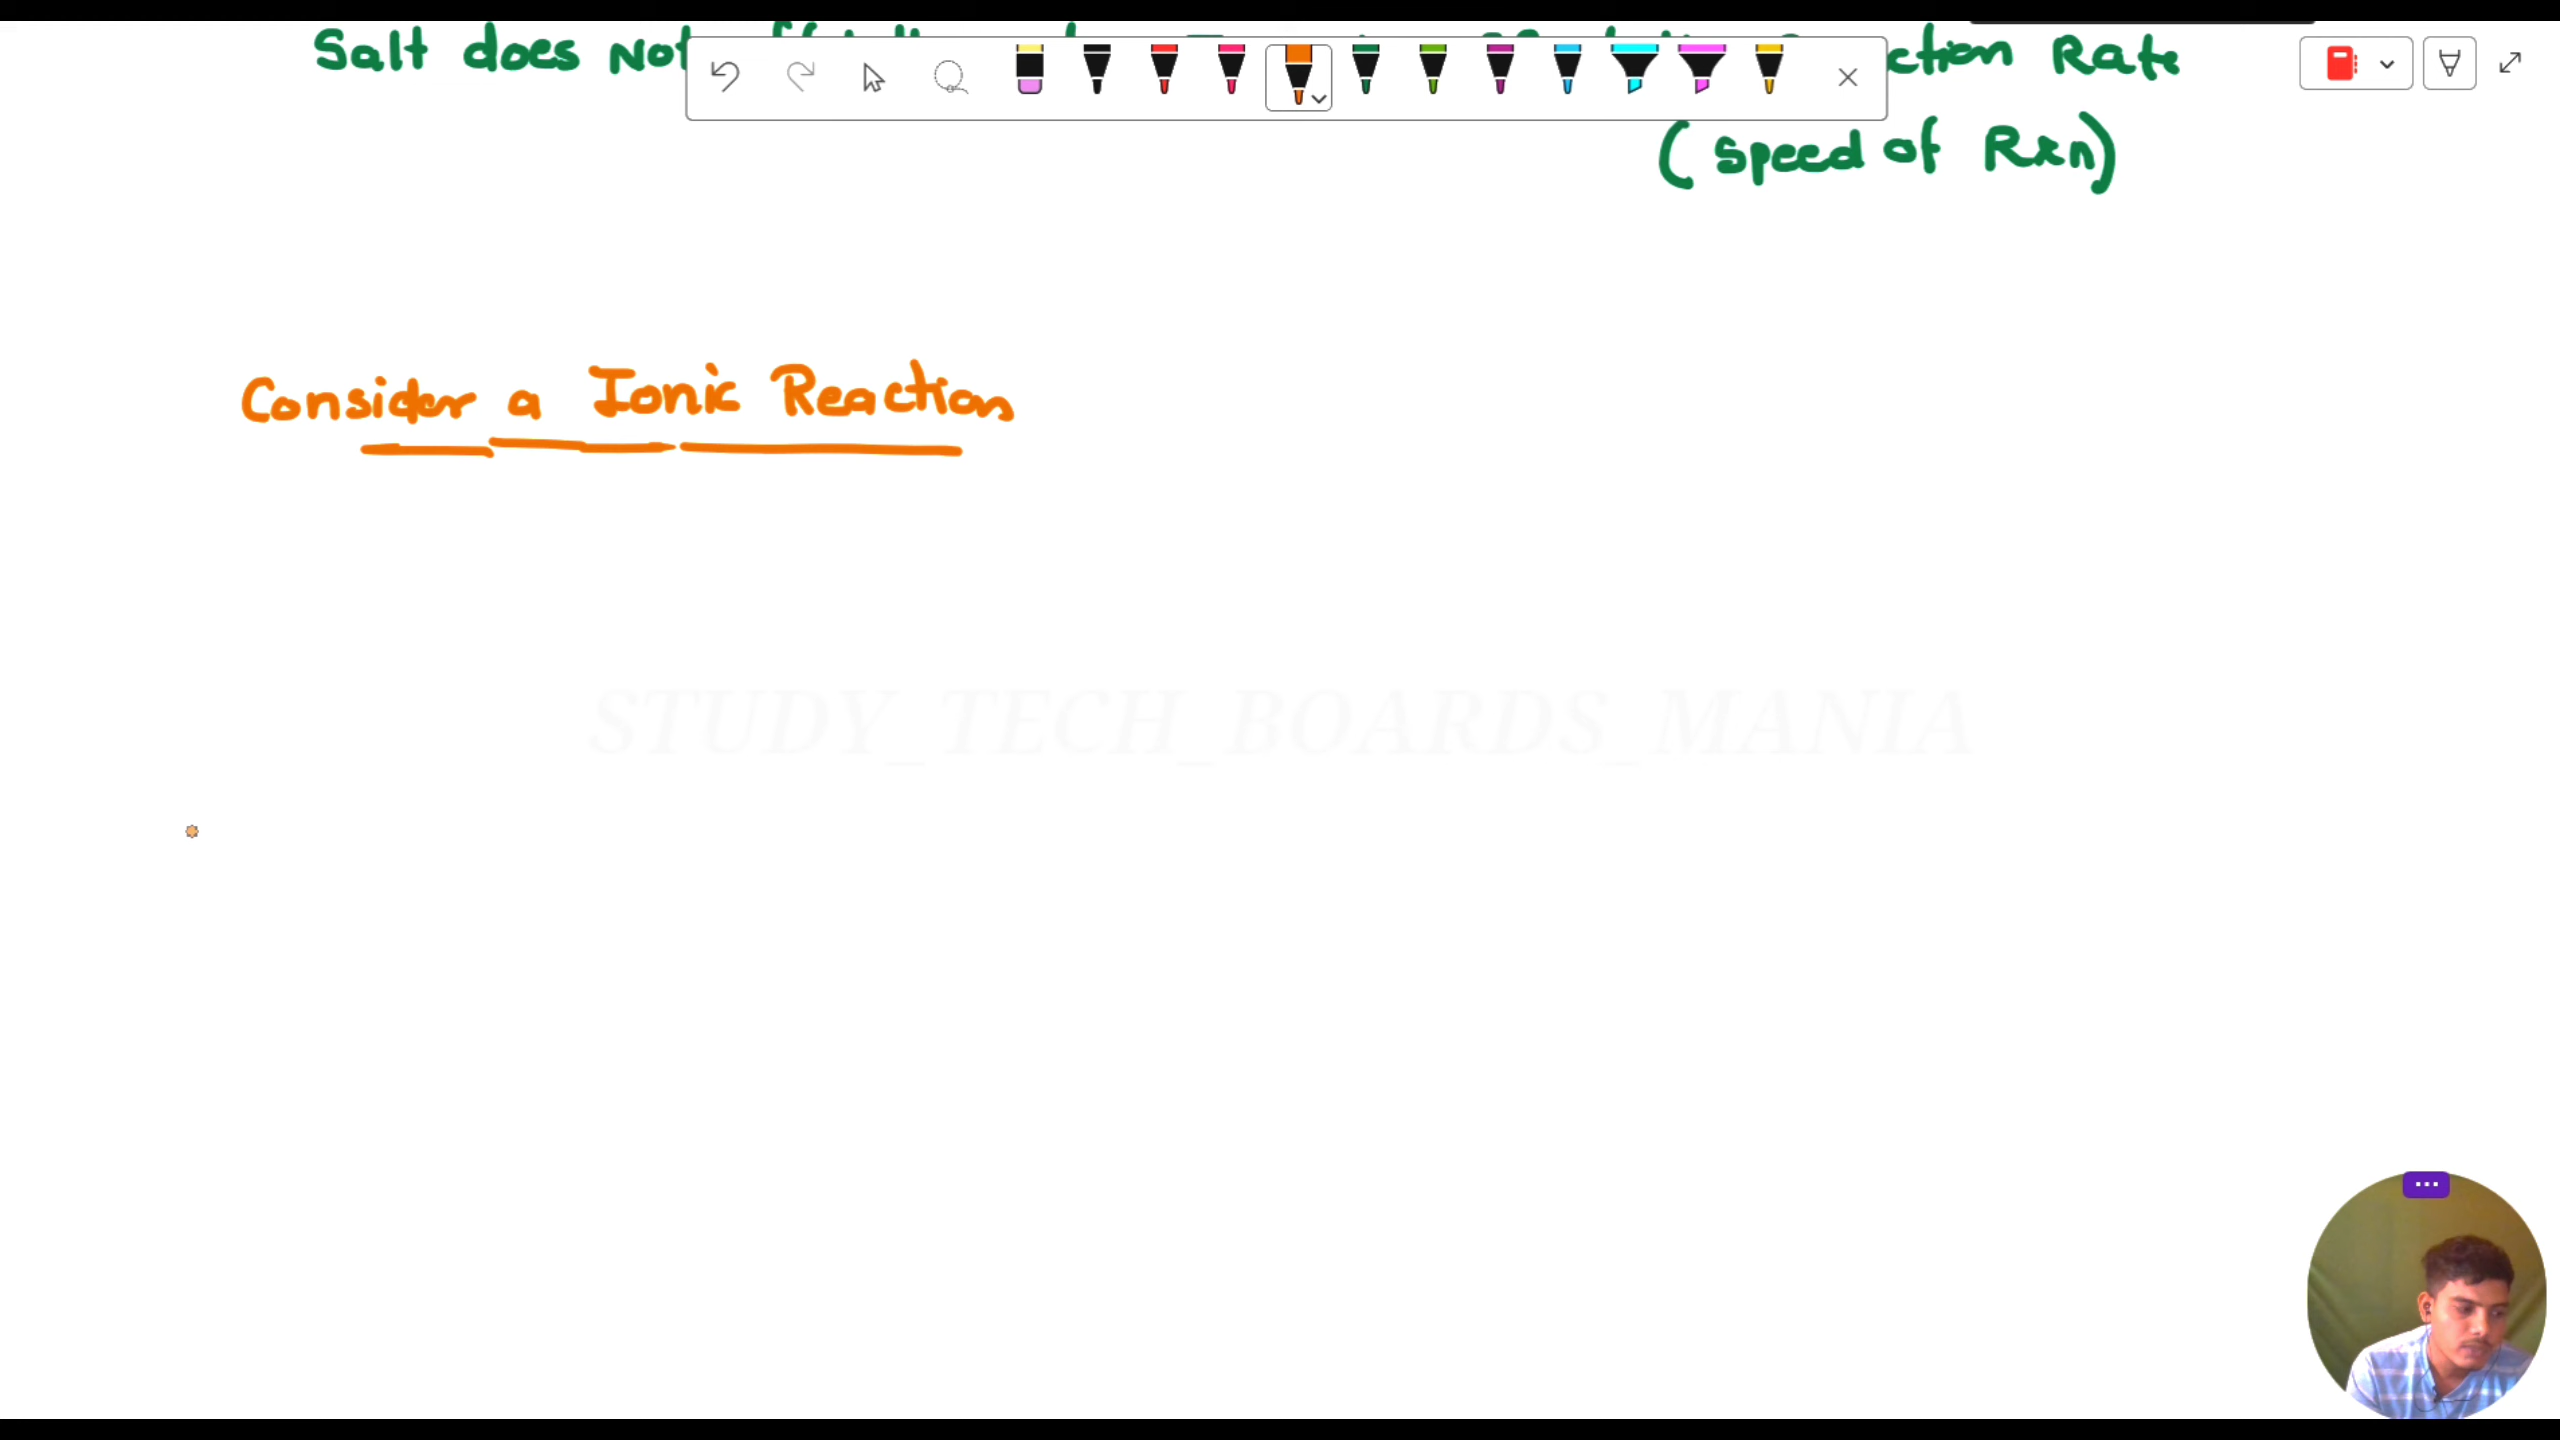 Salt does Not ction Rate
(speed of Rxn)
Consider a Ionic Reaction
STUDY_TECH_BOARDS_MANIA